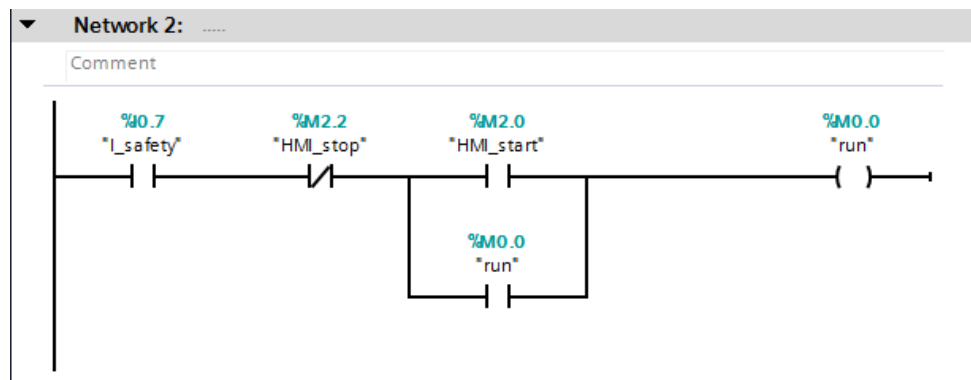 Network 2: .....
Comment
%I0.7 %M2.2 %M2.0 %M0.0
"I_safety" "HMI_stop" "HMI_start" "run"
%M0.0
"run"